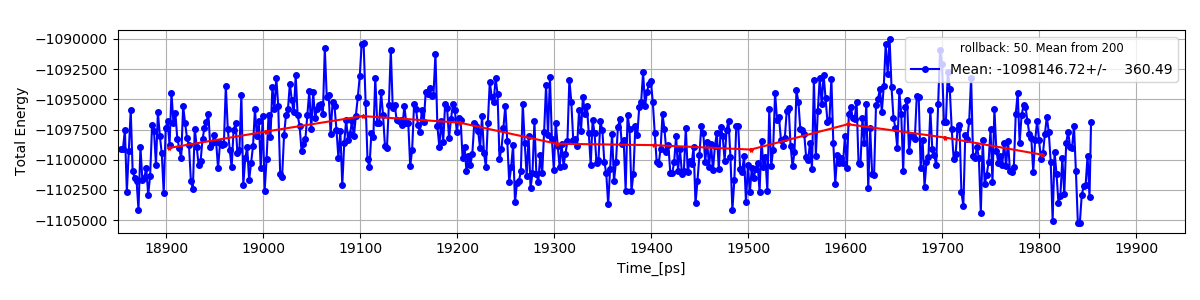 Total Energy
−1090000
−1092500
−1095000
−1097500
−1100000
−1102500
−1105000
rollback: 50. Mean from 200
Mean: -1098146.72+/- 360.49
18900 19000 19100 19200 19300 19400 19500 19600 19700 19800 19900
Time_[ps]